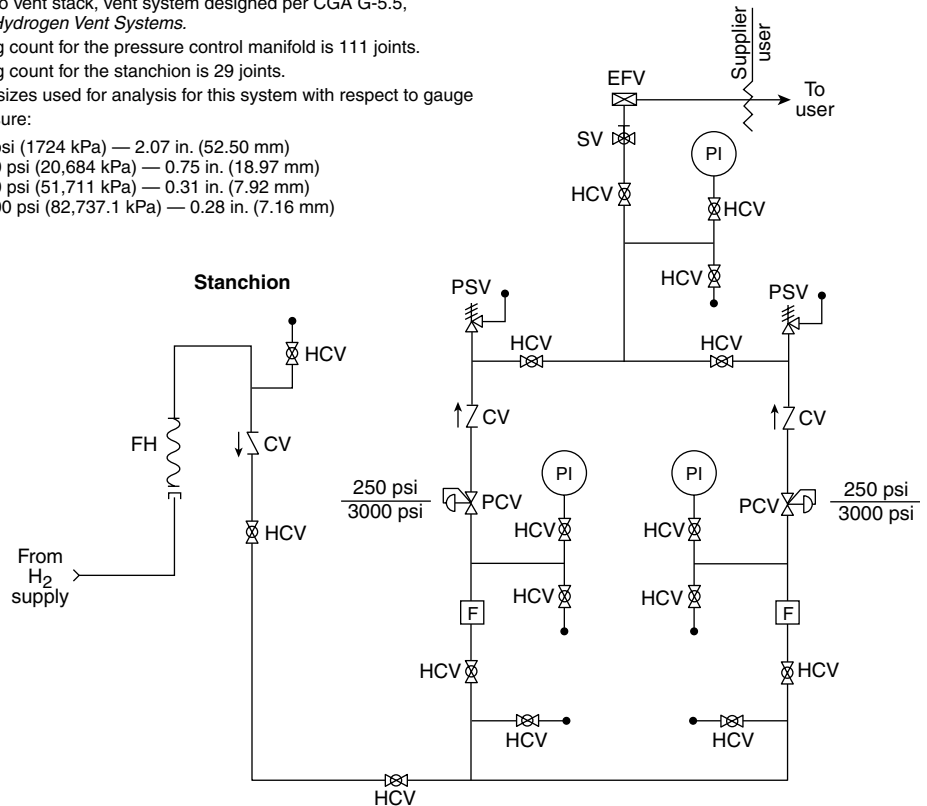 o vent stack, vent system designed per CGA G-5.5,
Hydrogen Vent Systems.
g count for the pressure control manifold is 111 joints.
g count for the stanchion is 29 joints.
sizes used for analysis for this system with respect to gauge
sure:
psi (1724 kPa) — 2.07 in. (52.50 mm)
0 psi (20,684 kPa) — 0.75 in. (18.97 mm)
0 psi (51,711 kPa) — 0.31 in. (7.92 mm)
00 psi (82,737.1 kPa) — 0.28 in. (7.16 mm)
Supplier
user
EFV
To
user
SV
PI
HCV
HCV
HCV
Stanchion
PSV
PSV
HCV
HCV
HCV
FH
CV
CV
CV
PI
PI
250 psi
3000 psi
PCV
PCV
250 psi
3000 psi
HCV
HCV
HCV
From
H2
supply
HCV
HCV
F
F
HCV
HCV
HCV
HCV
HCV